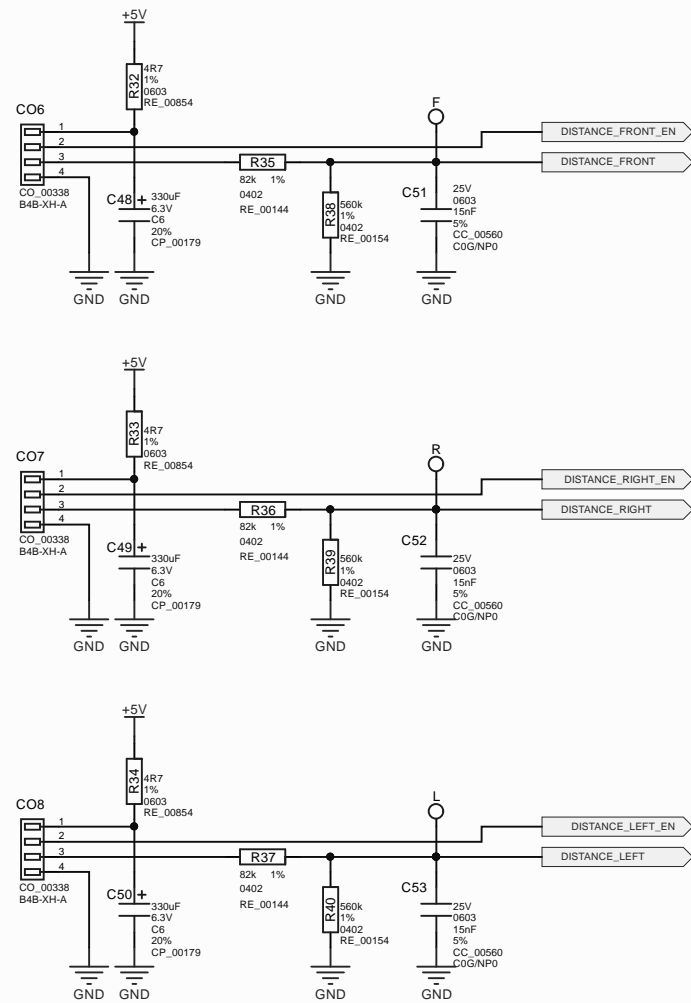 +5V
R32
4R7
1%
0603
RE_00854
CO6
1
2
3
4
CO_00338
B4B-XH-A
F
DISTANCE_FRONT_EN
DISTANCE_FRONT
R35
82k 1%
0402
RE_00144
C48
+
330uF
6.3V
C6
20%
CP_00179
R38
560k
1%
0402
RE_00154
C51
25V
0603
15nF
5%
CC_00560
C0G/NP0
GND
GND
GND
GND
+5V
R33
4R7
1%
0603
RE_00854
CO7
1
2
3
4
CO_00338
B4B-XH-A
R
DISTANCE_RIGHT_EN
DISTANCE_RIGHT
R36
82k 1%
0402
RE_00144
C49
+
330uF
6.3V
C6
20%
CP_00179
R39
560k
1%
0402
RE_00154
C52
25V
0603
15nF
5%
CC_00560
C0G/NP0
GND
GND
GND
GND
+5V
R34
4R7
1%
0603
RE_00854
CO8
1
2
3
4
CO_00338
B4B-XH-A
L
DISTANCE_LEFT_EN
DISTANCE_LEFT
R37
82k 1%
0402
RE_00144
C50
+
330uF
6.3V
C6
20%
CP_00179
R40
560k
1%
0402
RE_00154
C53
25V
0603
15nF
5%
CC_00560
C0G/NP0
GND
GND
GND
GND